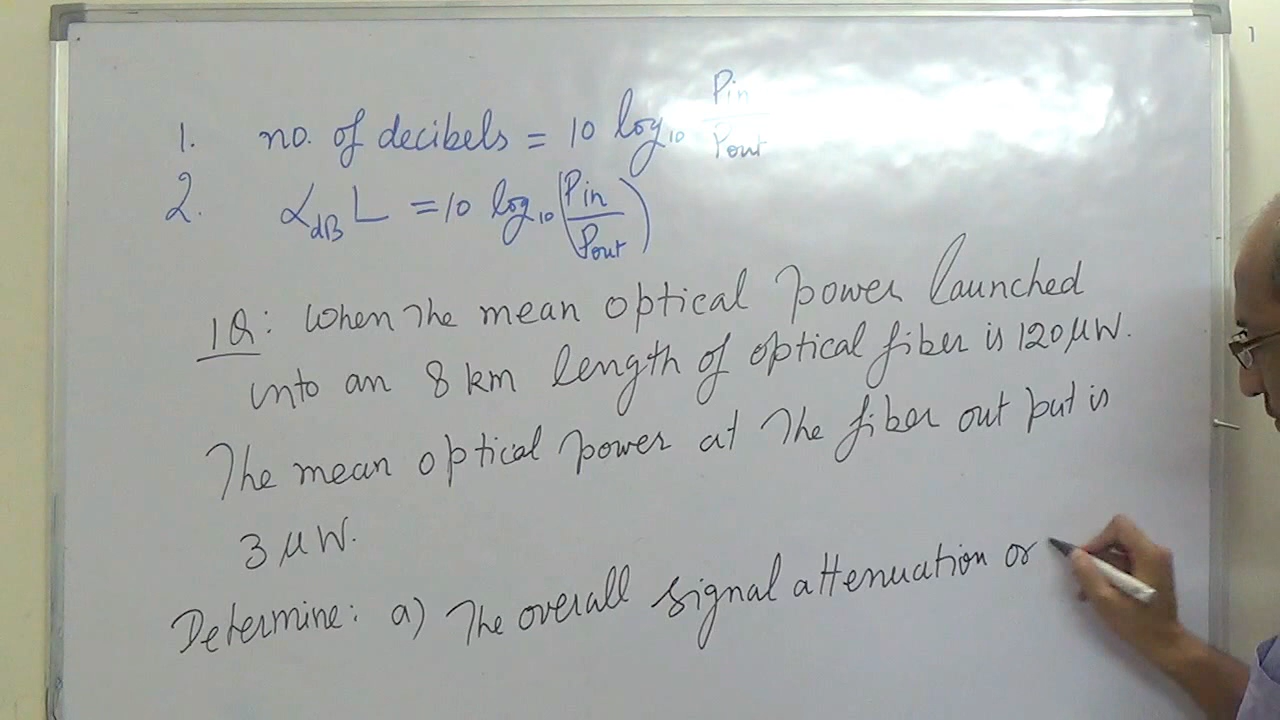 1. no. of decibels = 10 log10 Pin/Pout
2. αdB L = 10 log10 (Pin/Pout)
1Q: When The mean optical power launched
into an 8 km length of optical fiber is 120 μW.
The mean optical power at The fiber out put is
3 μW.
Determine: a) The overall signal attenuation or